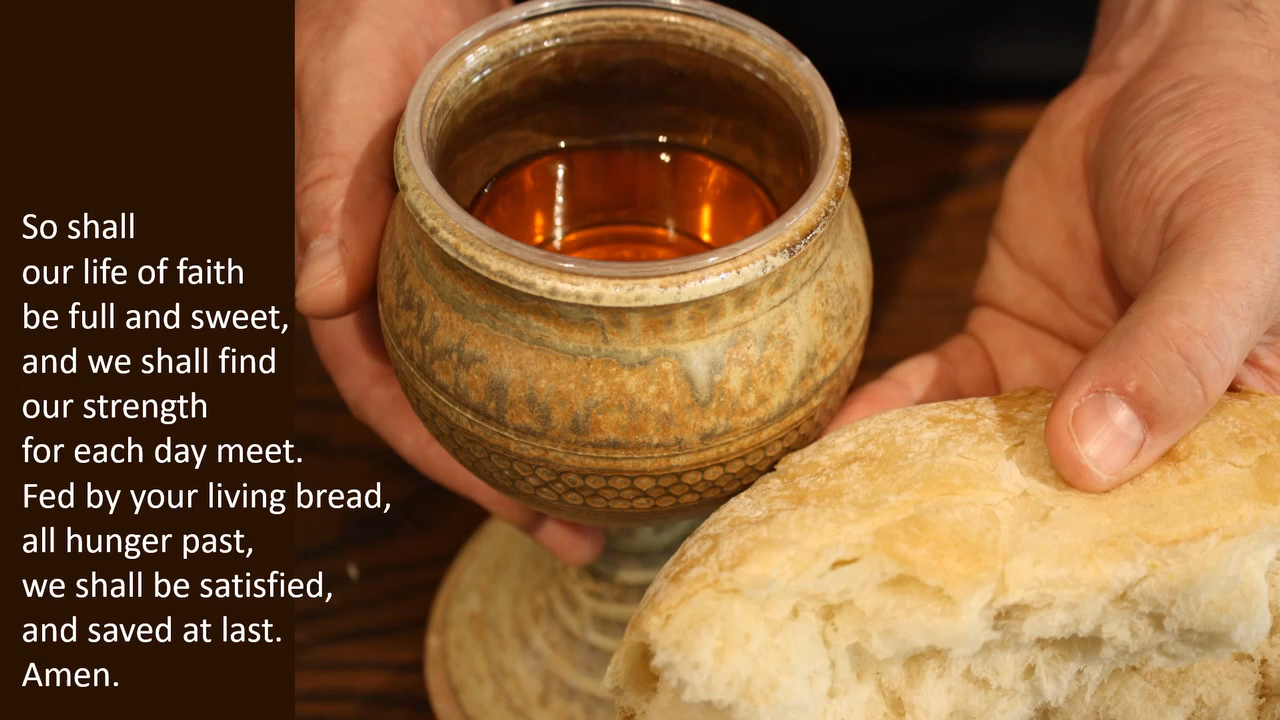 So shall
our life of faith
be full and sweet,
and we shall find
our strength
for each day meet.
Fed by your living bread,
all hunger past,
we shall be satisfied,
and saved at last.
Amen.